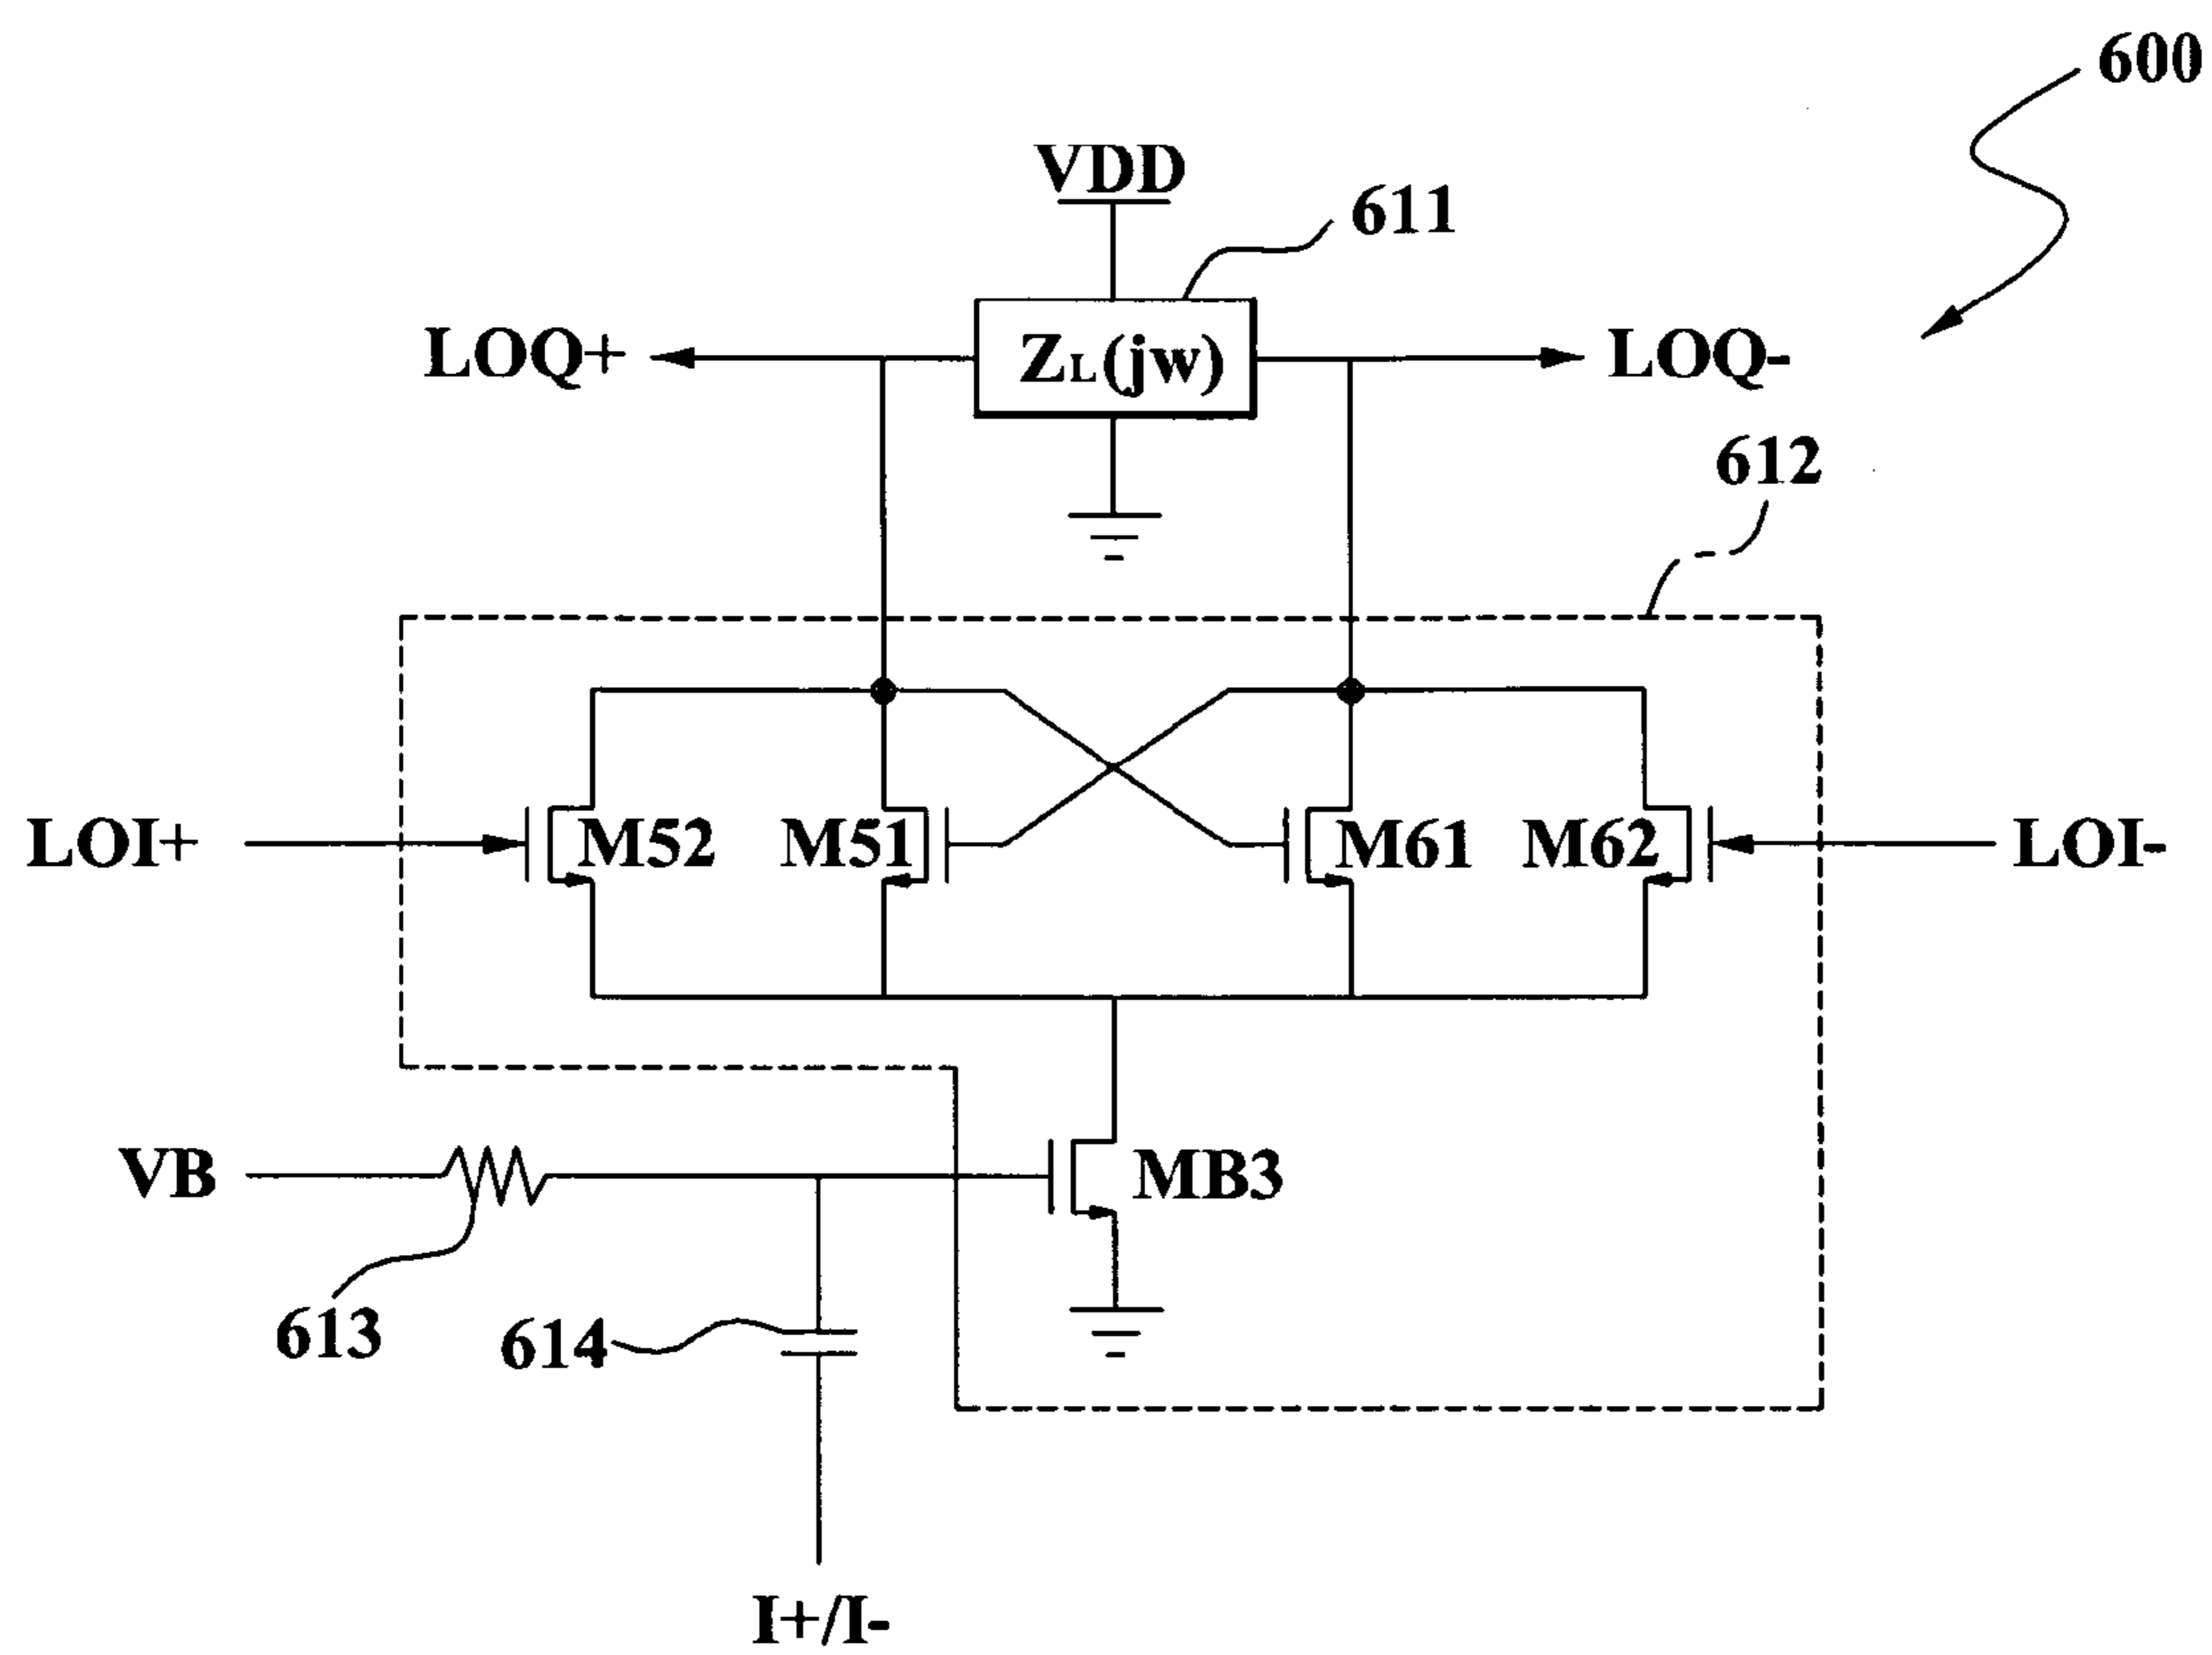 600
VDD
611
LOQ+
ZL(jw)
LOQ-
612
LOI+
M52
M51
M61
M62
LOI-
VB
MB3
613
614
I+/I-